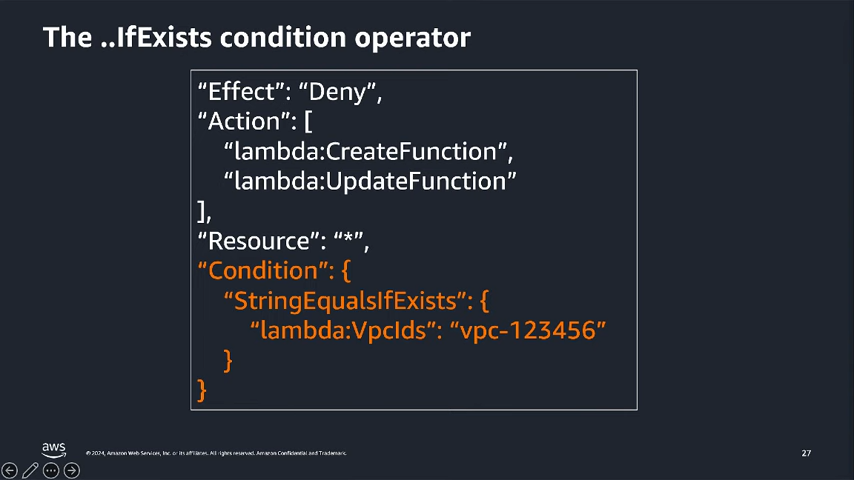 The ..IfExists condition operator
“Effect”: “Deny”,
“Action”: [
“lambda:CreateFunction”,
“lambda:UpdateFunction”
],
“Resource”: “*”,
“Condition”: {
“StringEqualsIfExists”: {
“lambda:VpcIds”: “vpc-123456”
}
}
aws
© 2024, Amazon Web Services, Inc. or its affiliates. All rights reserved. Amazon Confidential and Trademark.
27